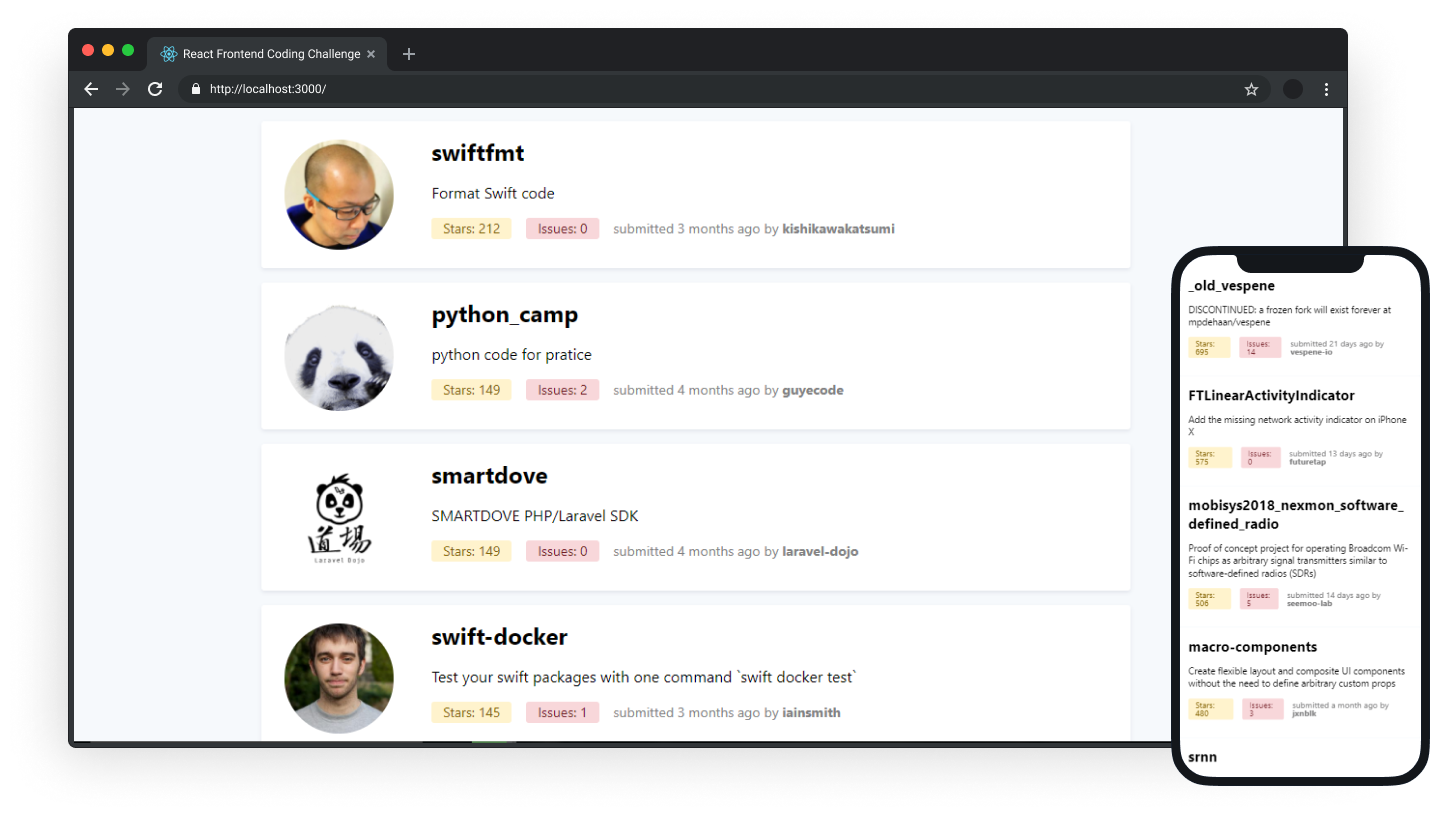 React Frontend Coding Challenge
http://localhost:3000/
swiftfmt
Format Swift code
Stars: 212 Issues: 0 submitted 3 months ago by kishikawakatsumi
python_camp
python code for pratice
Stars: 149 Issues: 2 submitted 4 months ago by guyecode
道場
Laravel Dojo
smartdove
SMARTDOVE PHP/Laravel SDK
Stars: 149 Issues: 0 submitted 4 months ago by laravel-dojo
swift-docker
Test your swift packages with one command `swift docker test`
Stars: 145 Issues: 1 submitted 3 months ago by iainsmith
_old_vespene
DISCONTINUED: a frozen fork will exist forever at
mpdehaan/vespene
Stars: 695 Issues: 14 submitted 21 days ago by
vespene-io
FTLinearActivityIndicator
Add the missing network activity indicator on iPhone
X
Stars: 575 Issues: 0 submitted 13 days ago by
futuretap
mobisys2018_nexmon_software_
defined_radio
Proof of concept project for operating Broadcom Wi-
Fi chips as arbitrary signal transmitters similar to
software-defined radios (SDRs)
Stars: 506 Issues: 5 submitted 14 days ago by
seemoo-lab
macro-components
Create flexible layout and composite UI components
without the need to define arbitrary custom props
Stars: 480 Issues: 3 submitted a month ago by
jxnblk
srnn